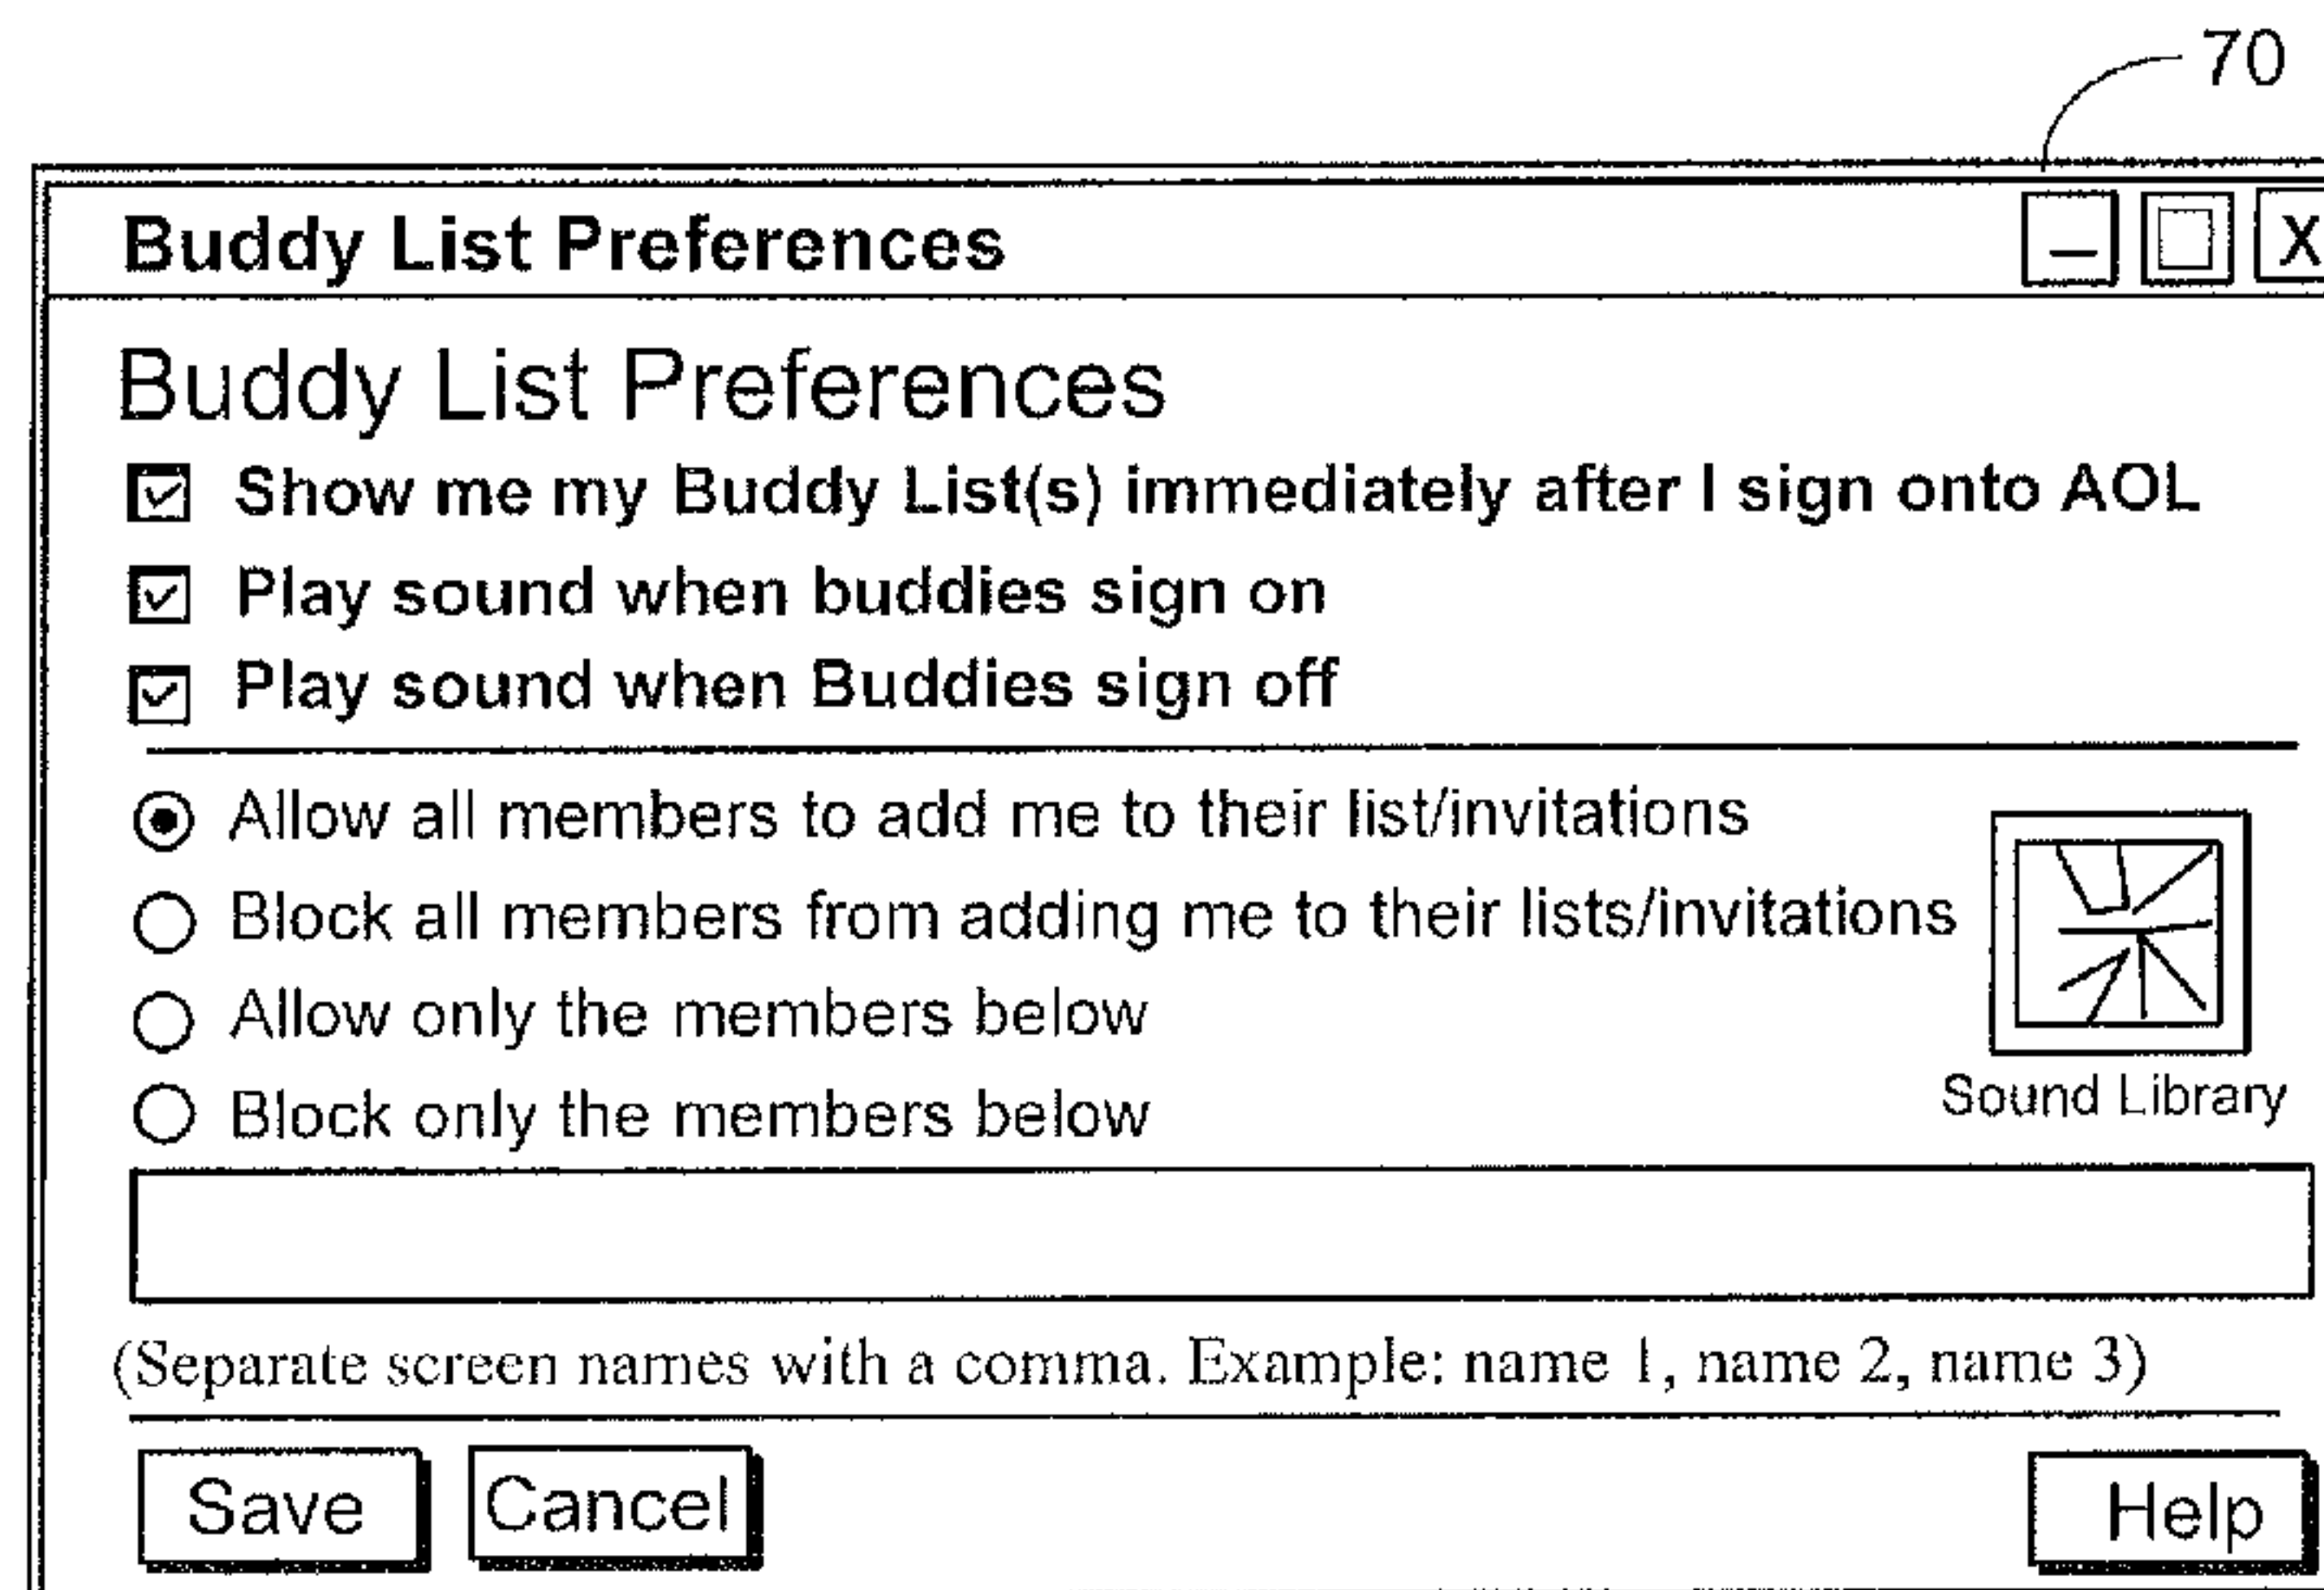 70
Buddy List Preferences
X
Buddy List Preferences
Show me my Buddy List(s) immediately after I sign onto AOL
Play sound when buddies sign on
Play sound when Buddies sign off
Allow all members to add me to their list/invitations
Block all members from adding me to their lists/invitations
Allow only the members below
Sound Library
Block only the members below
(Separate screen names with a comma. Example: name 1, name 2, name 3)
Save Cancel Help